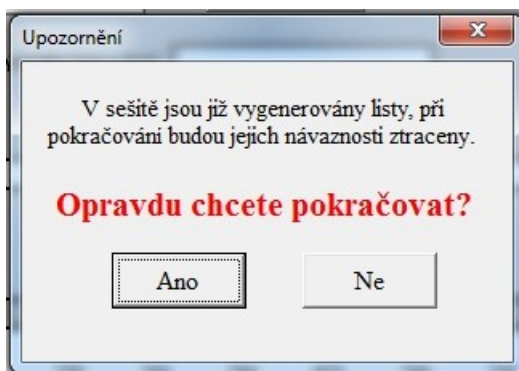 Upozornění
V sešitě jsou již vygenerovány listy, při
pokračování budou jejich návaznosti ztraceny.
Opravdu chcete pokračovat?
Ano
Ne